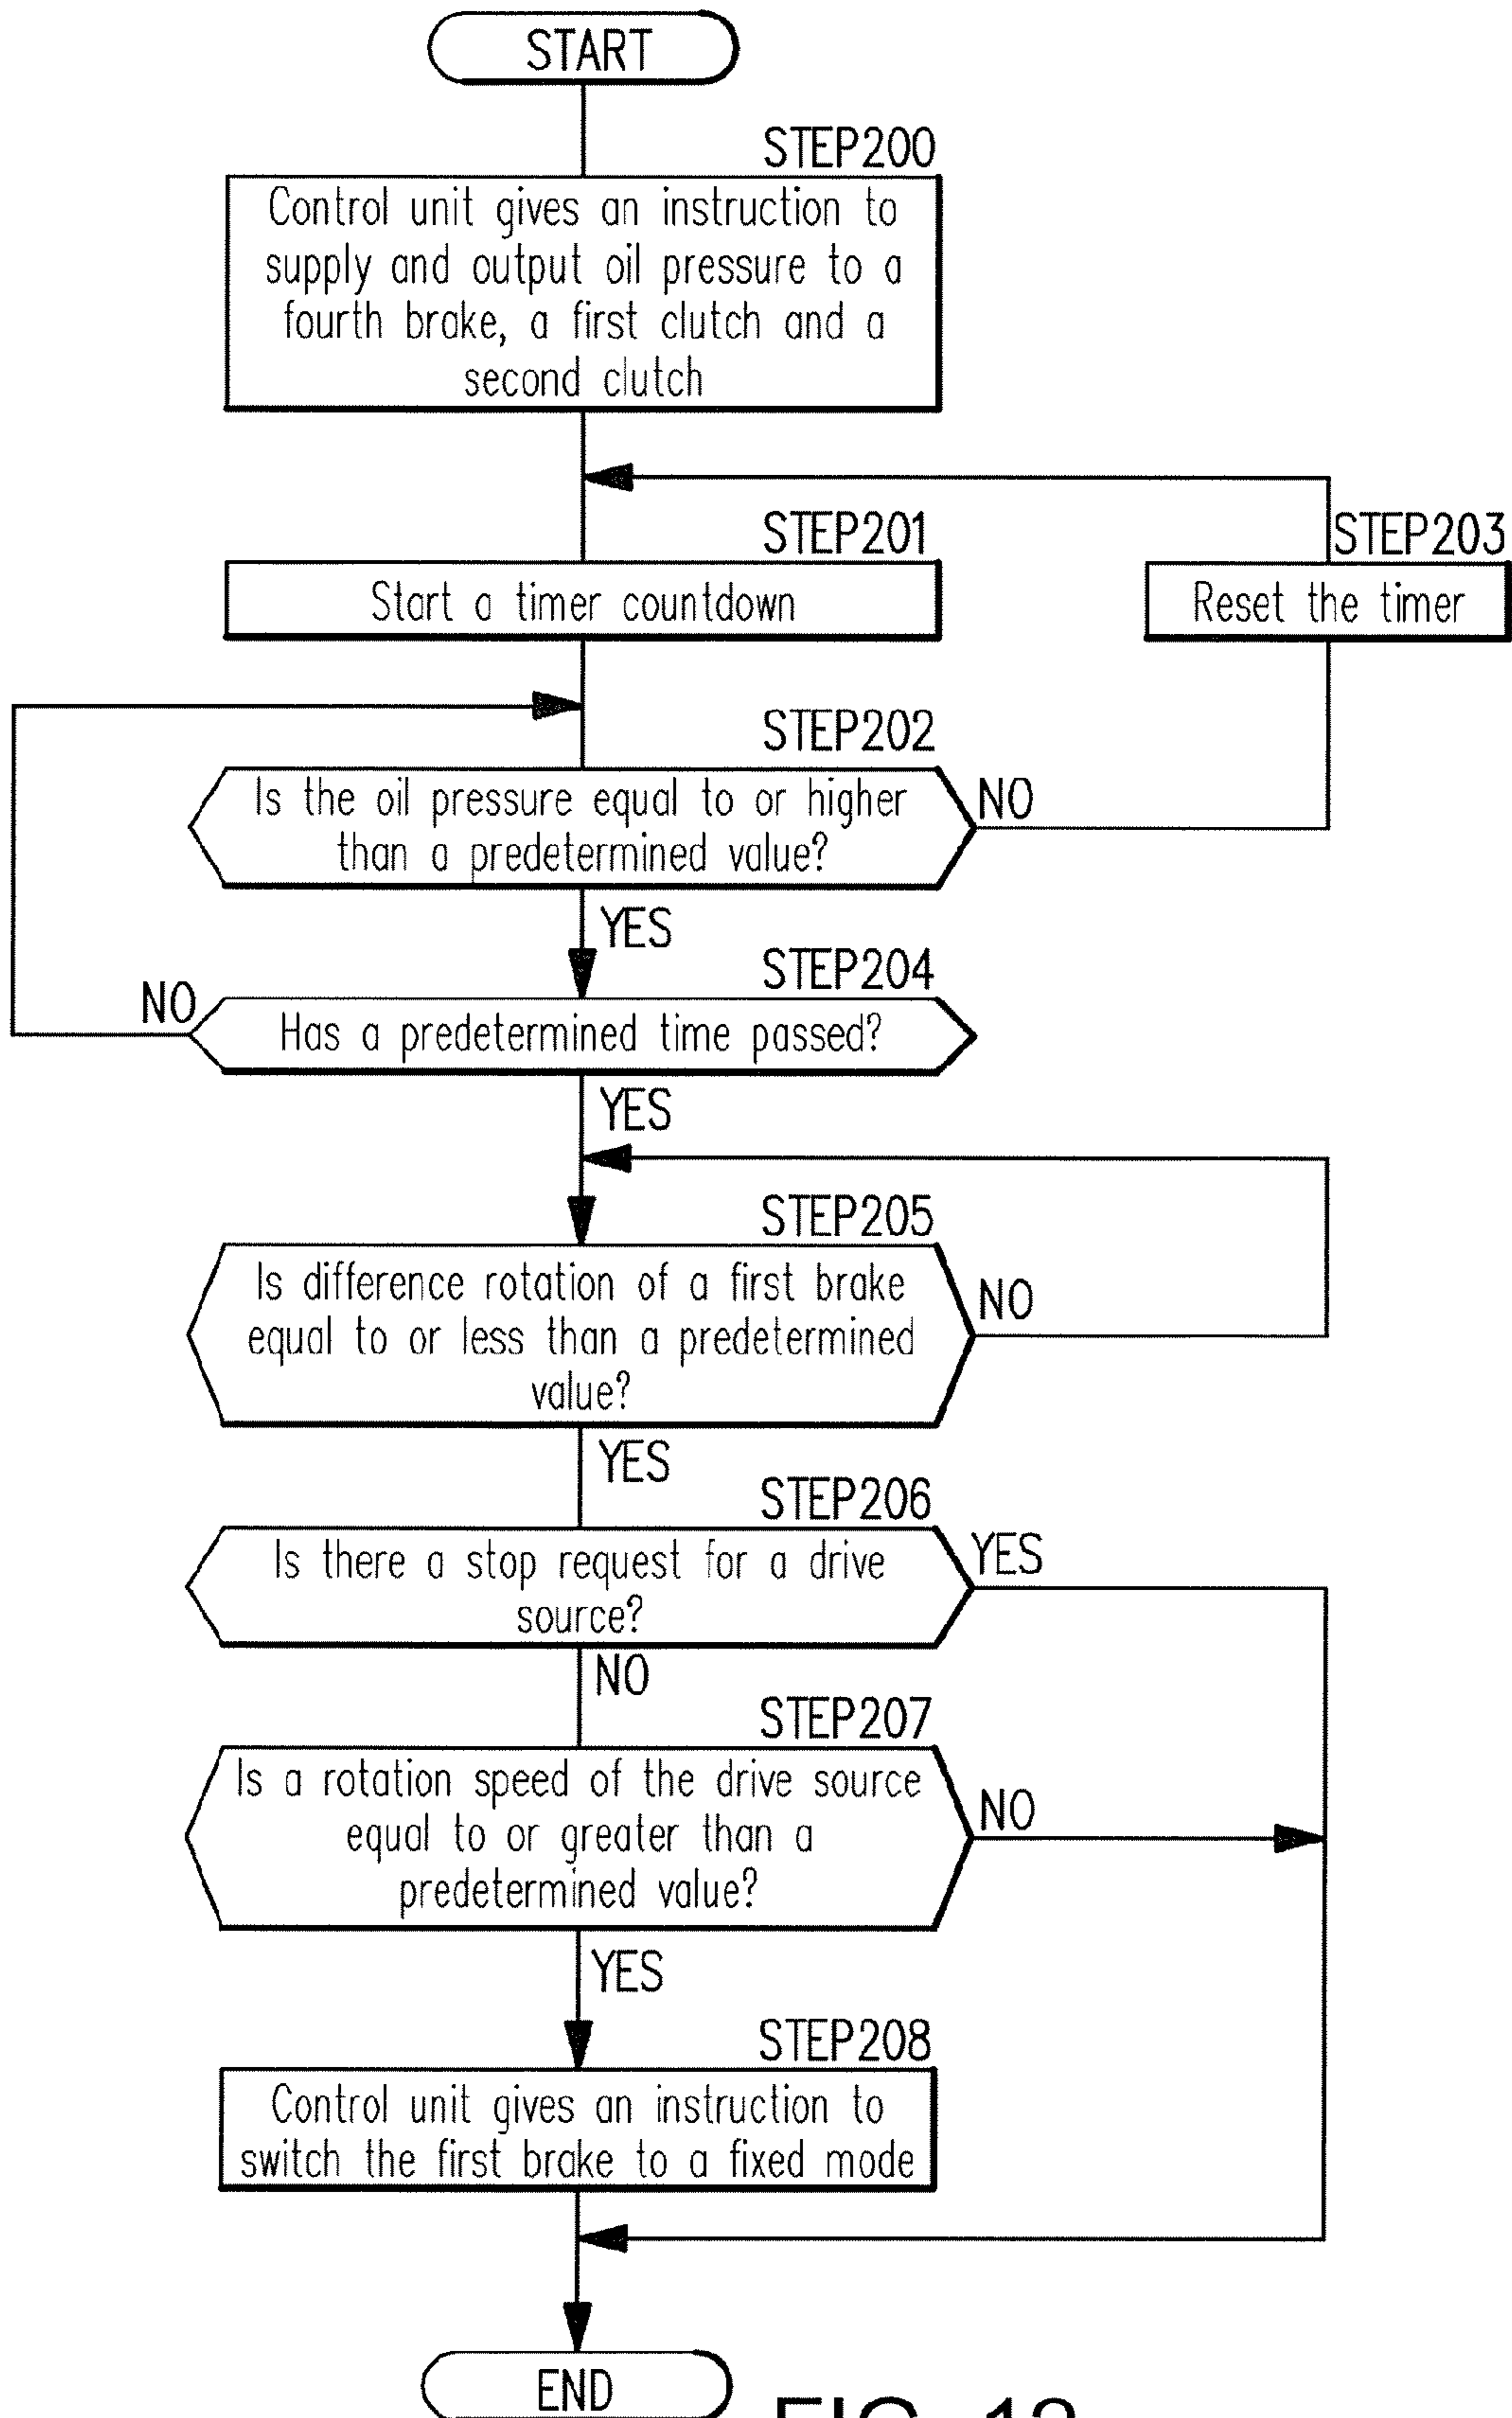 START
STEP200
Control unit gives an instruction to
supply and output oil pressure to a
fourth brake, a first clutch and a
second clutch
STEP201
Start a timer countdown
STEP203
Reset the timer
STEP202
Is the oil pressure equal to or higher
than a predetermined value?
NO
YES
STEP204
NO
Has a predetermined time passed?
YES
STEP205
Is difference rotation of a first brake
equal to or less than a predetermined
value?
NO
YES
STEP206
Is there a stop request for a drive
source?
YES
NO
STEP207
Is a rotation speed of the drive source
equal to or greater than a
predetermined value?
NO
YES
STEP208
Control unit gives an instruction to
switch the first brake to a fixed mode
END